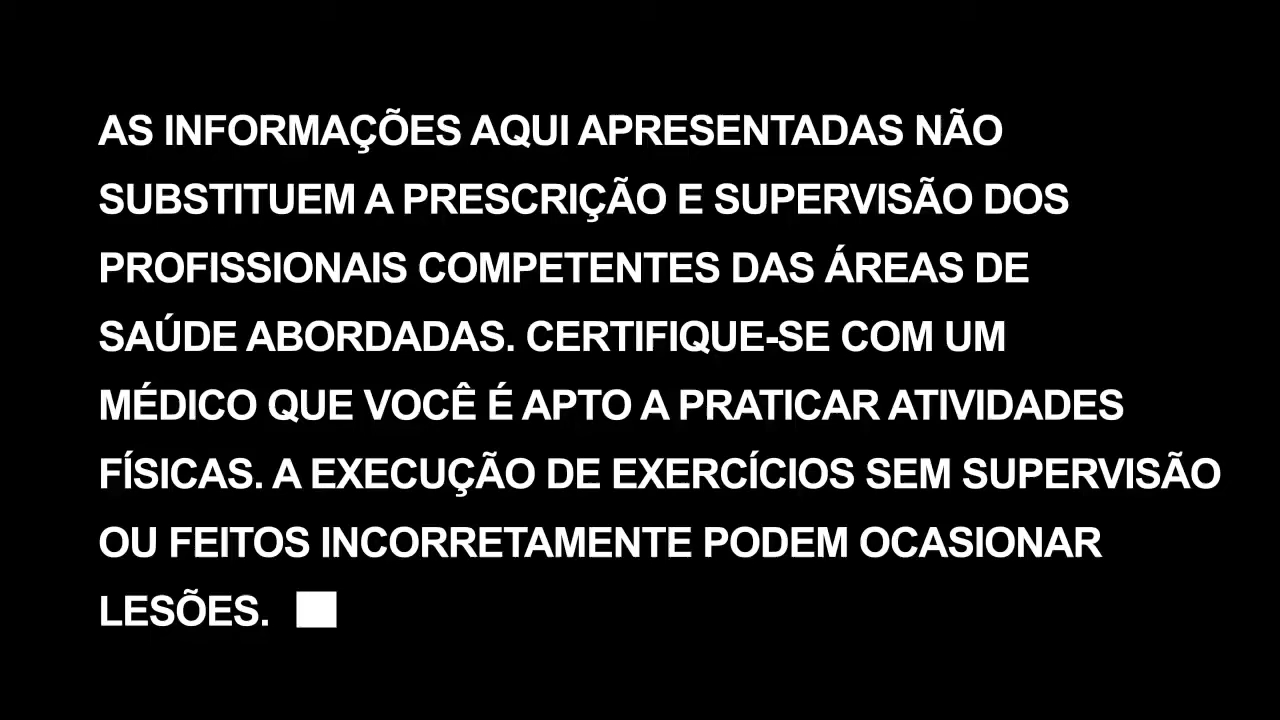 AS INFORMAÇÕES AQUI APRESENTADAS NÃO
SUBSTITUEM A PRESCRIÇÃO E SUPERVISÃO DOS
PROFISSIONAIS COMPETENTES DAS ÁREAS DE
SAÚDE ABORDADAS. CERTIFIQUE-SE COM UM
MÉDICO QUE VOCÊ É APTO A PRATICAR ATIVIDADES
FÍSICAS. A EXECUÇÃO DE EXERCÍCIOS SEM SUPERVISÃO
OU FEITOS INCORRETAMENTE PODEM OCASIONAR
LESÕES.